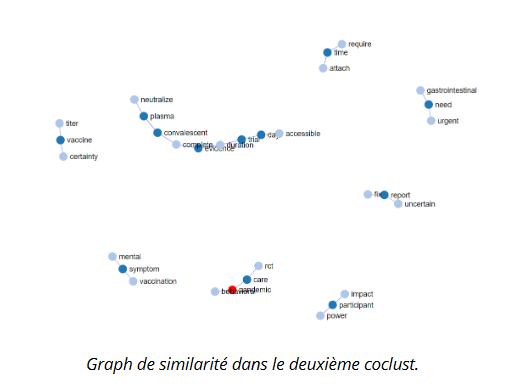 require
time
attach
gastrointestinal
need
urgent
neutralize
plasma
convalescent
complete
evidence
duration
trial
day
accessible
titer
vaccine
certainty
report
uncertain
mental
symptom
vaccination
rct
care
pandemic
impact
participant
power
Graph de similarité dans le deuxième coclust.